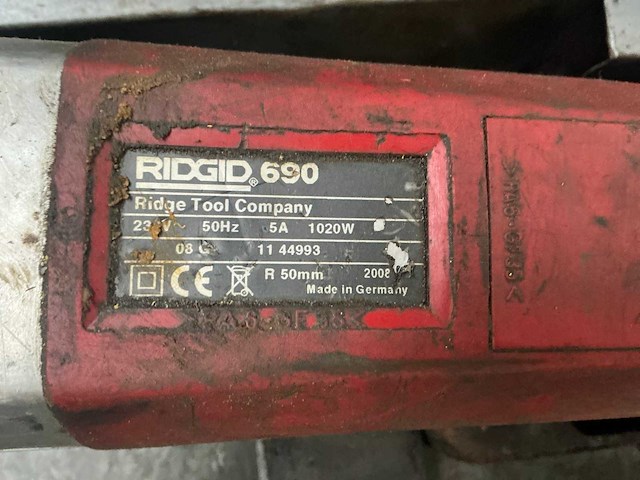 RIDGID® 690
Ridge Tool Company
50Hz 5A 1020W
08 11 44993
CE R 50mm 2008
Made in Germany